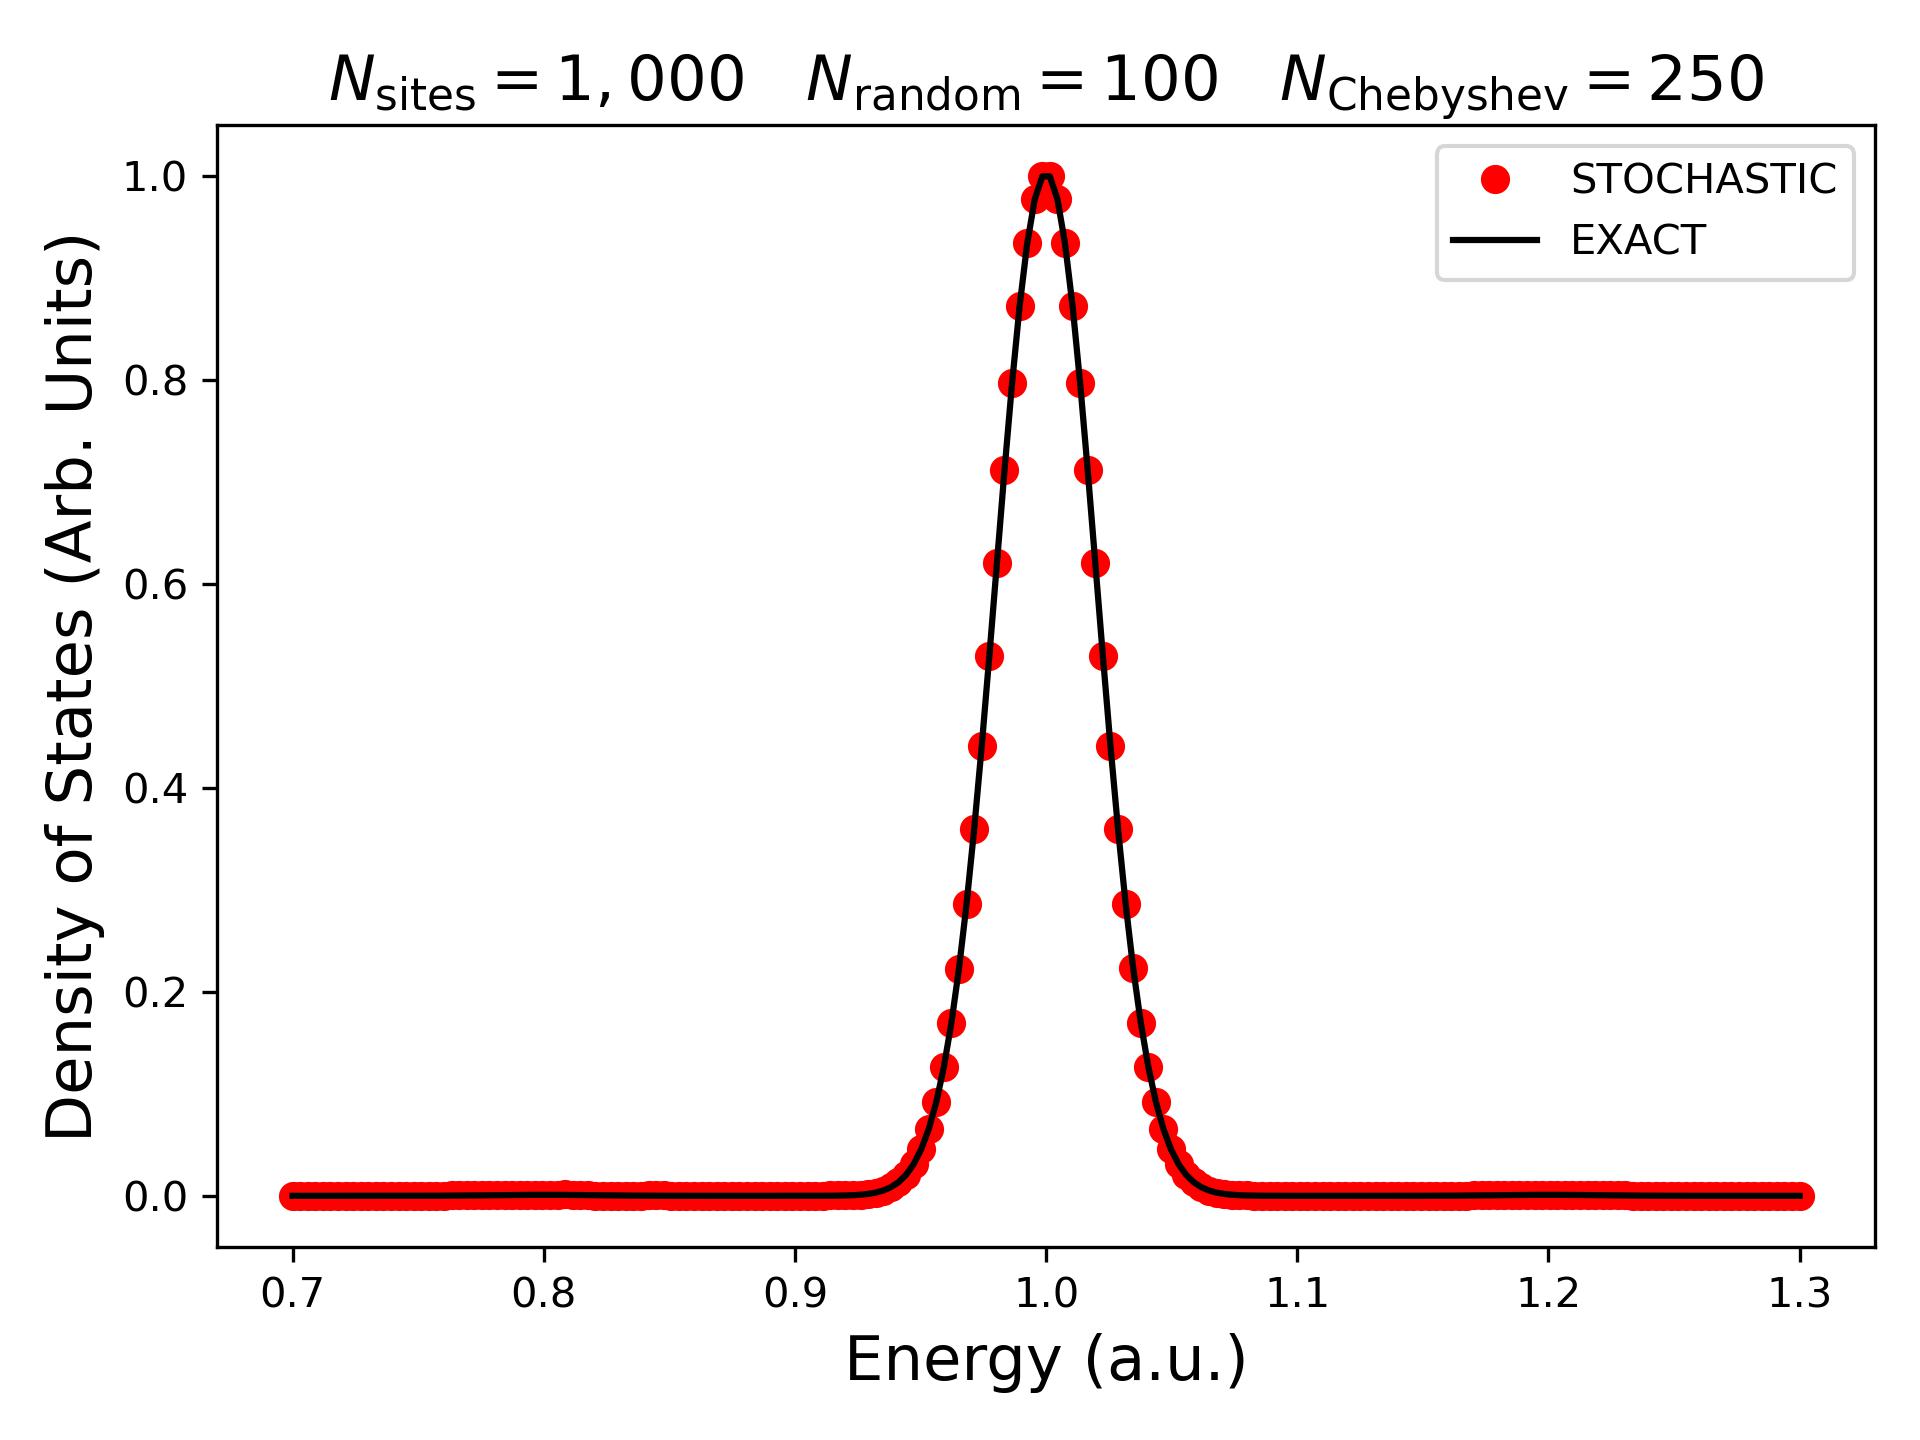 N_sites = 1,000 N_random = 100 N_Chebyshev = 250
STOCHASTIC
EXACT
Density of States (Arb. Units)
1.0
0.8
0.6
0.4
0.2
0.0
0.7 0.8 0.9 1.0 1.1 1.2 1.3
Energy (a.u.)